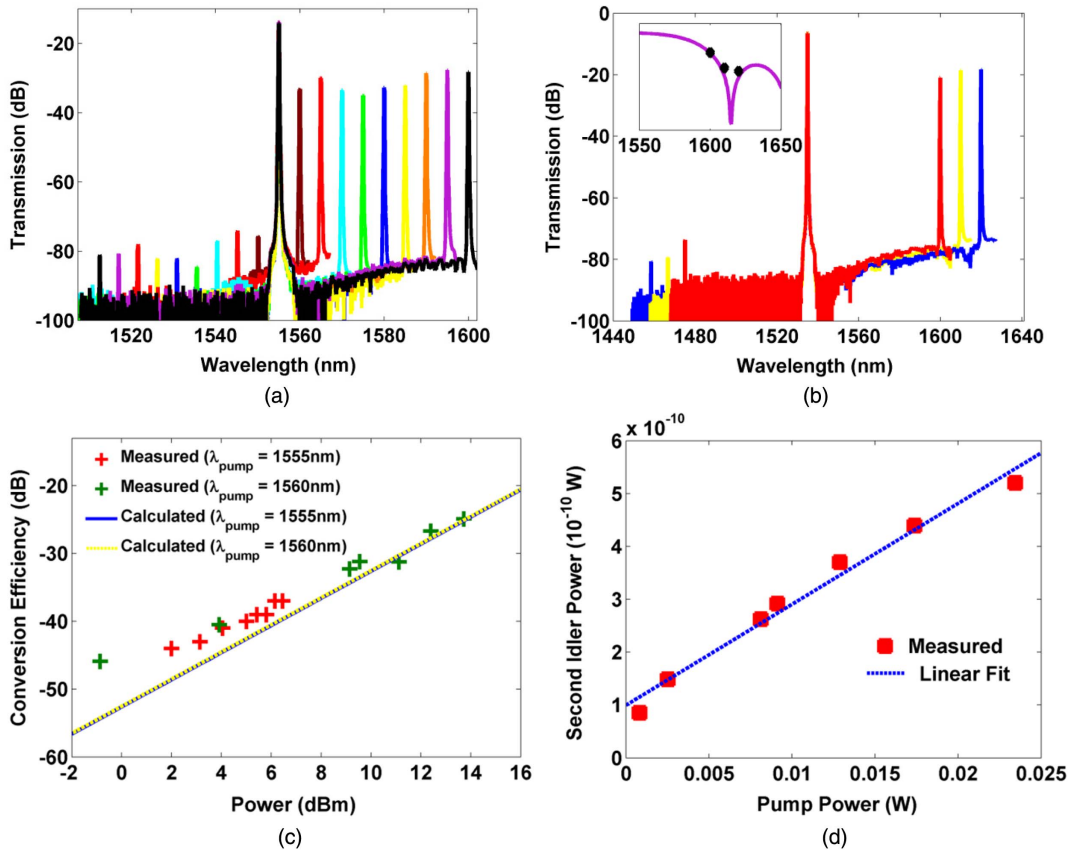 0
-20
-40
-60
-80
-100
Transmission (dB)
1520 1540 1560 1580 1600
Wavelength (nm)
(a)
0
-20
-40
-60
-80
-100
Transmission (dB)
1550 1600 1650
1440 1480 1520 1560 1600 1640
Wavelength (nm)
(b)
-20
-30
-40
-50
-60
Conversion Efficiency (dB)
Measured (λpump = 1555nm)
Measured (λpump = 1560nm)
Calculated (λpump = 1555nm)
Calculated (λpump = 1560nm)
-2 0 2 4 6 8 10 12 14 16
Power (dBm)
(c)
x 10-10
6
5
4
3
2
1
0
Second Idler Power (10-10 W)
Measured
Linear Fit
0 0.005 0.01 0.015 0.02 0.025
Pump Power (W)
(d)